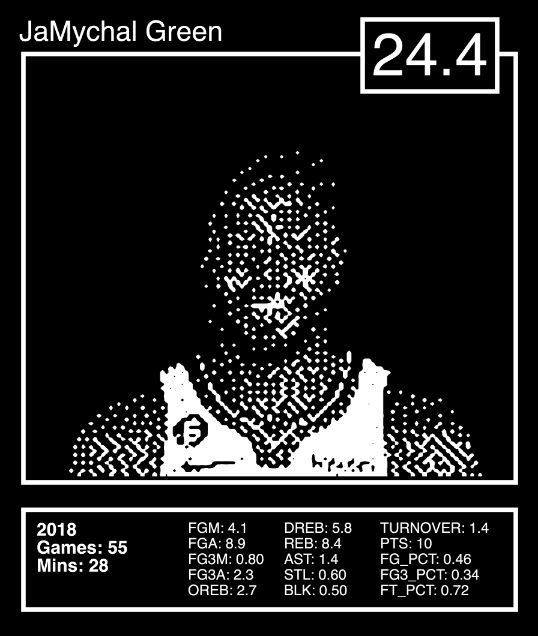 JaMychal Green
24.4
2018
Games: 55
Mins: 28
FGM: 4.1
FGA: 8.9
FG3M: 0.80
FG3A: 2.3
OREB: 2.7
DREB: 5.8
REB: 8.4
AST: 1.4
STL: 0.60
BLK: 0.50
TURNOVER: 1.4
PTS: 10
FG_PCT: 0.46
FG3_PCT: 0.34
FT_PCT: 0.72